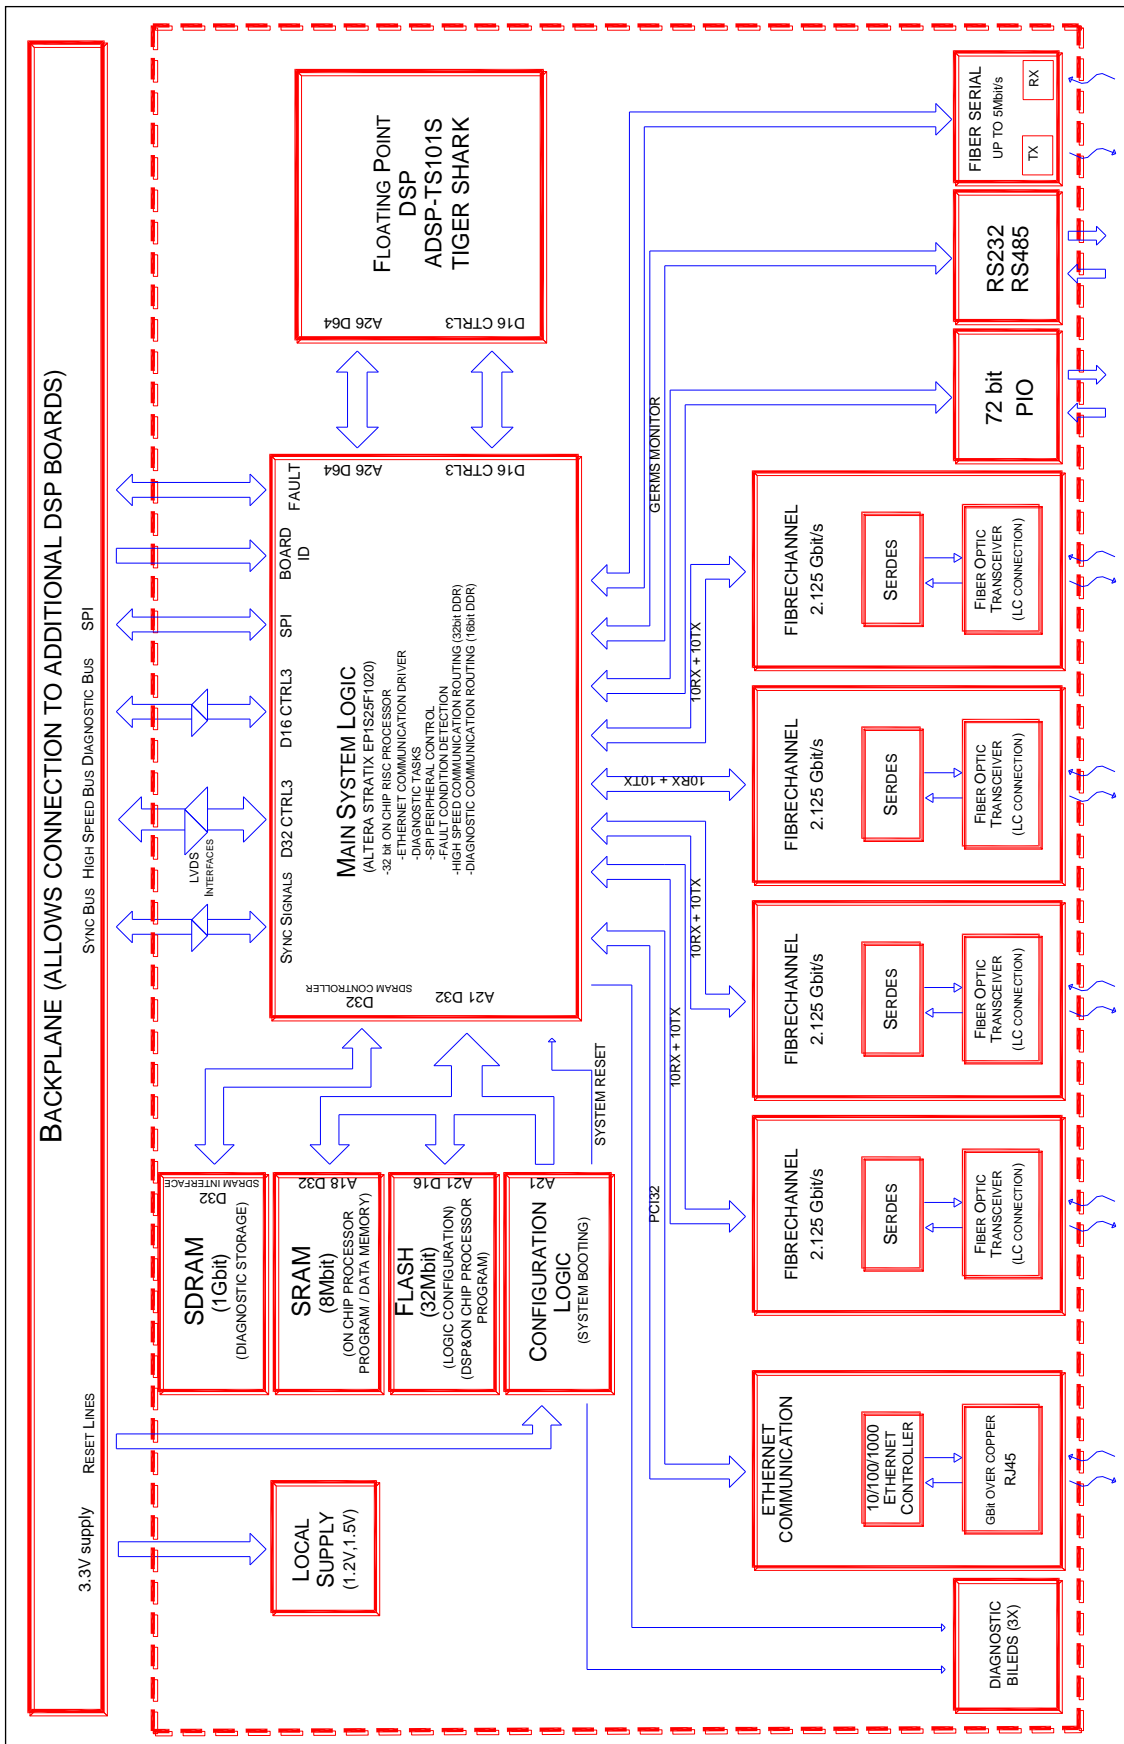 BACKPLANE (ALLOWS CONNECTION TO ADDITIONAL DSP BOARDS)
3.3V supply
RESET LINES
SYNC BUS
HIGH SPEED BUS
DIAGNOSTIC BUS
SPI
LOCAL
SUPPLY
(1.2V,1.5V)
SDRAM
(1Gbit)
(DIAGNOSTIC STORAGE)
SDRAM INTERFACE
D32
SRAM
(8Mbit)
(ON CHIP PROCESSOR
PROGRAM / DATA MEMORY)
A18 D32
FLASH
(32Mbit)
(LOGIC CONFIGURATION)
(DSP&ON CHIP PROCESSOR
PROGRAM)
A21 D16
CONFIGURATION
LOGIC
(SYSTEM BOOTING)
A21
SYSTEM RESET
LVDS
INTERFACES
SYNC SIGNALS
D32 CTRL3
D16 CTRL3
SPI
BOARD
ID
FAULT
MAIN SYSTEM LOGIC
(ALTERA STRATIX EP1S25F1020)
-32 bit ON CHIP RISC PROCESSOR
-ETHERNET COMMUNICATION DRIVER
-DIAGNOSTIC TASKS
-SPI PERIPHERAL CONTROL
-FAULT CONDITION DETECTION
-HIGH SPEED COMMUNICATION ROUTING (32bit DDR)
-DIAGNOSTIC COMMUNICATION ROUTING (16bit DDR)
SDRAM CONTROLLER
D32
A21 D32
A26 D64
D16 CTRL3
FLOATING POINT
DSP
ADSP-TS101S
TIGER SHARK
A26 D64
D16 CTRL3
PCI32
10RX + 10TX
10RX + 10TX
10RX + 10TX
10RX + 10TX
GERMS MONITOR
DIAGNOSTIC
BILEDS (3X)
ETHERNET
COMMUNICATION
10/100/1000
ETHERNET
CONTROLLER
GBit OVER COPPER
RJ45
FIBRECHANNEL
2.125 Gbit/s
SERDES
FIBER OPTIC
TRANSCEIVER
(LC CONNECTION)
FIBRECHANNEL
2.125 Gbit/s
SERDES
FIBER OPTIC
TRANSCEIVER
(LC CONNECTION)
FIBRECHANNEL
2.125 Gbit/s
SERDES
FIBER OPTIC
TRANSCEIVER
(LC CONNECTION)
FIBRECHANNEL
2.125 Gbit/s
SERDES
FIBER OPTIC
TRANSCEIVER
(LC CONNECTION)
72 bit
PIO
RS232
RS485
FIBER SERIAL
UP TO 5Mbit/s
TX
RX